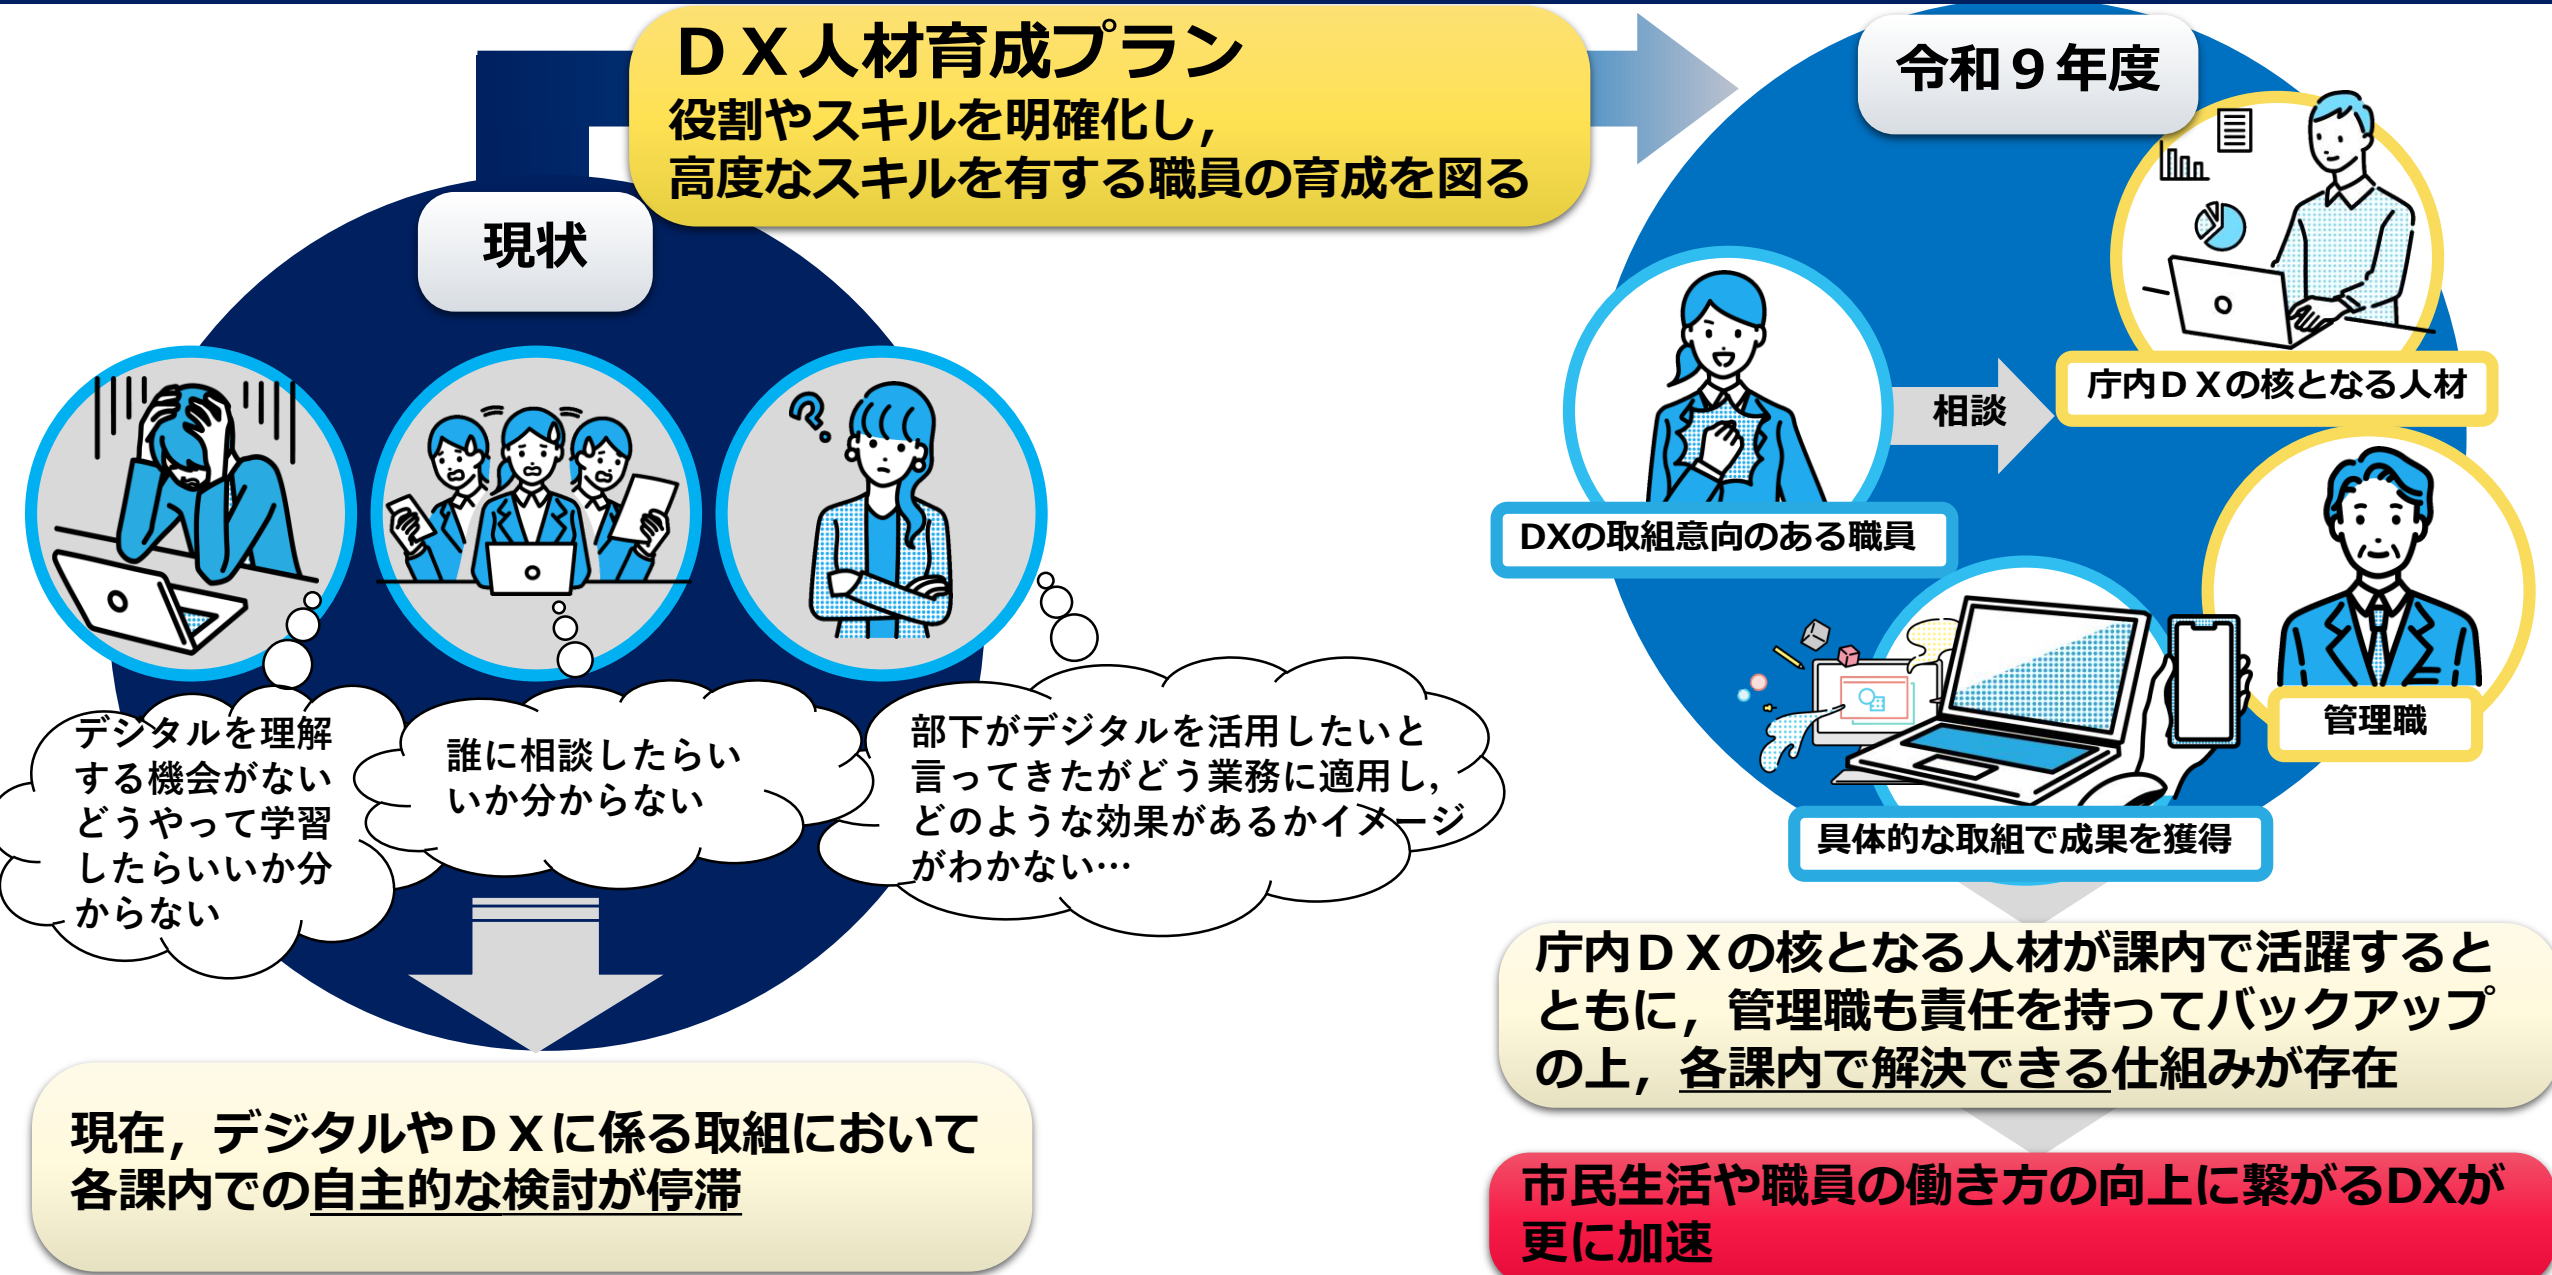 ＤＸ人材育成プラン
役割やスキルを明確化し，
高度なスキルを有する職員の育成を図る
現状
デジタルを理解
する機会がない
どうやって学習
したらいいか分
からない
誰に相談したらい
いか分からない
部下がデジタルを活用したいと
言ってきたがどう業務に適用し，
どのような効果があるかイメージ
がわかない…
現在，デジタルやＤＸに係る取組において
各課内での自主的な検討が停滞
令和９年度
庁内ＤＸの核となる人材
相談
DXの取組意向のある職員
管理職
具体的な取組で成果を獲得
庁内ＤＸの核となる人材が課内で活躍すると
ともに，管理職も責任を持ってバックアップ
の上，各課内で解決できる仕組みが存在
市民生活や職員の働き方の向上に繋がるDXが
更に加速